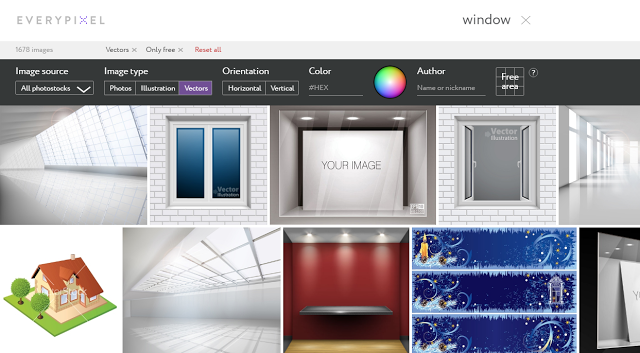 EVERYPIXEL
window ×
1678 images
Vectors ×
Only free ×
Reset all
Image source
All photostocks
Image type
Photos
Illustration
Vectors
Orientation
Horizontal
Vertical
Color
#HEX
Author
Name or nickname
Free
area
?
Vector
Illustration
YOUR IMAGE
Vector
Illustration